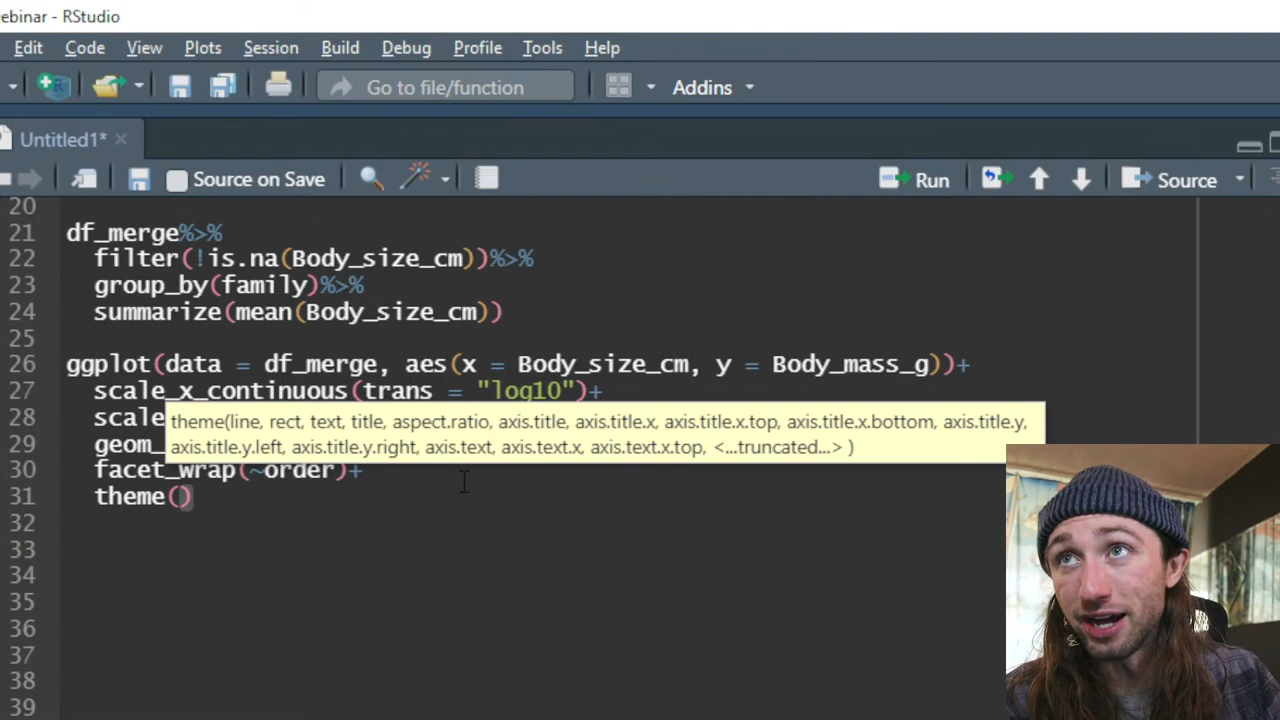 ebinar - RStudio
Edit Code View Plots Session Build Debug Profile Tools Help
Go to file/function Addins
Untitled1*
Source on Save Run Source
20
21 df_merge%>%
22 filter(!is.na(Body_size_cm))%>%
23 group_by(family)%>%
24 summarize(mean(Body_size_cm))
25
26 ggplot(data = df_merge, aes(x = Body_size_cm, y = Body_mass_g))+
27 scale_x_continuous(trans = "log10")+
28 scale
theme(line, rect, text, title, aspect.ratio, axis.title, axis.title.x, axis.title.x.top, axis.title.x.bottom, axis.title.y,
29 geom_
axis.title.y.left, axis.title.y.right, axis.text, axis.text.x, axis.text.x.top, <...truncated...> )
30 facet_wrap(~order)+
31 theme()
32
33
34
35
36
37
38
39